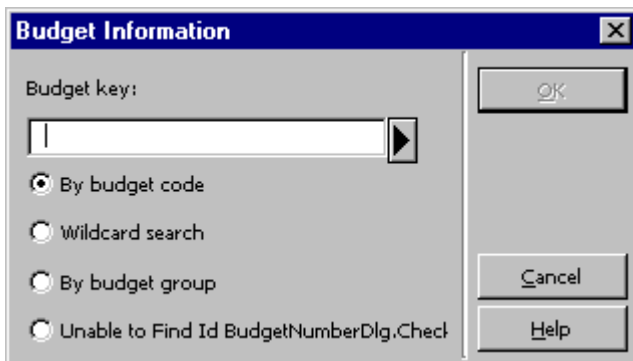 Budget Information
Budget key:
OK
By budget code
Wildcard search
By budget group
Cancel
Unable to Find Id BudgetNumberDlg.Check
Help